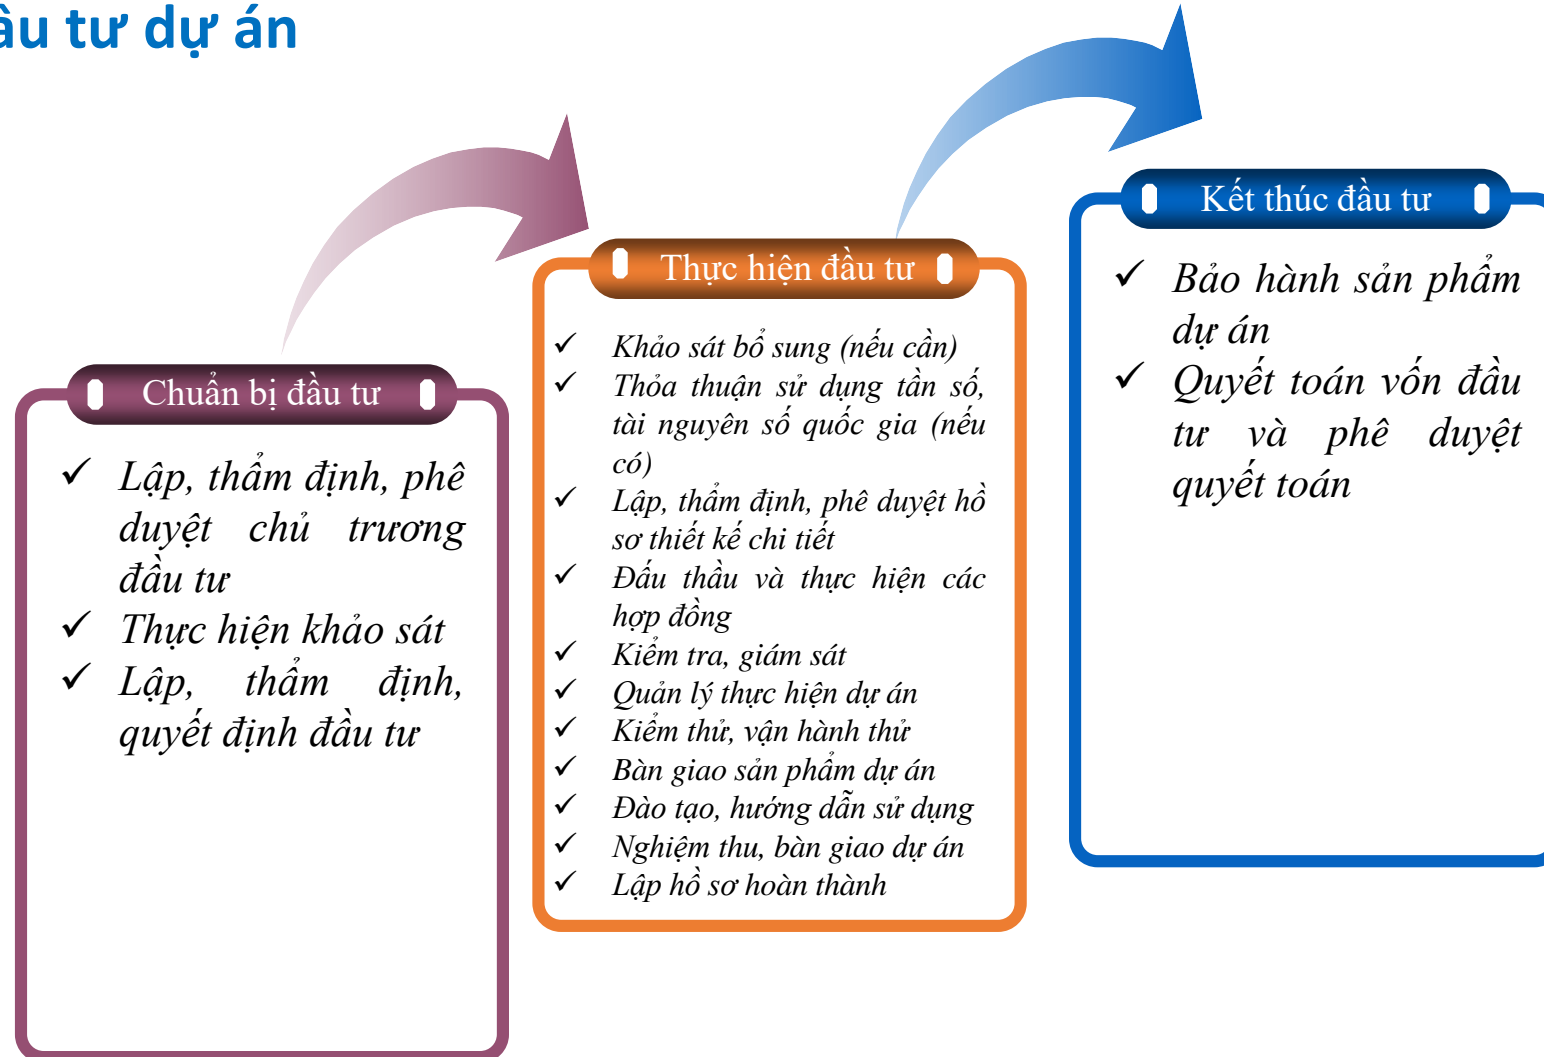 ầu tư dự án
Chuẩn bị đầu tư
Lập, thẩm định, phê
duyệt chủ trương
đầu tư
Thực hiện khảo sát
Lập, thẩm định,
quyết định đầu tư
Thực hiện đầu tư
Khảo sát bổ sung (nếu cần)
Thỏa thuận sử dụng tần số,
tài nguyên số quốc gia (nếu
có)
Lập, thẩm định, phê duyệt hồ
sơ thiết kế chi tiết
Đấu thầu và thực hiện các
hợp đồng
Kiểm tra, giám sát
Quản lý thực hiện dự án
Kiểm thử, vận hành thử
Bàn giao sản phẩm dự án
Đào tạo, hướng dẫn sử dụng
Nghiệm thu, bàn giao dự án
Lập hồ sơ hoàn thành
Kết thúc đầu tư
Bảo hành sản phẩm
dự án
Quyết toán vốn đầu
tư và phê duyệt
quyết toán